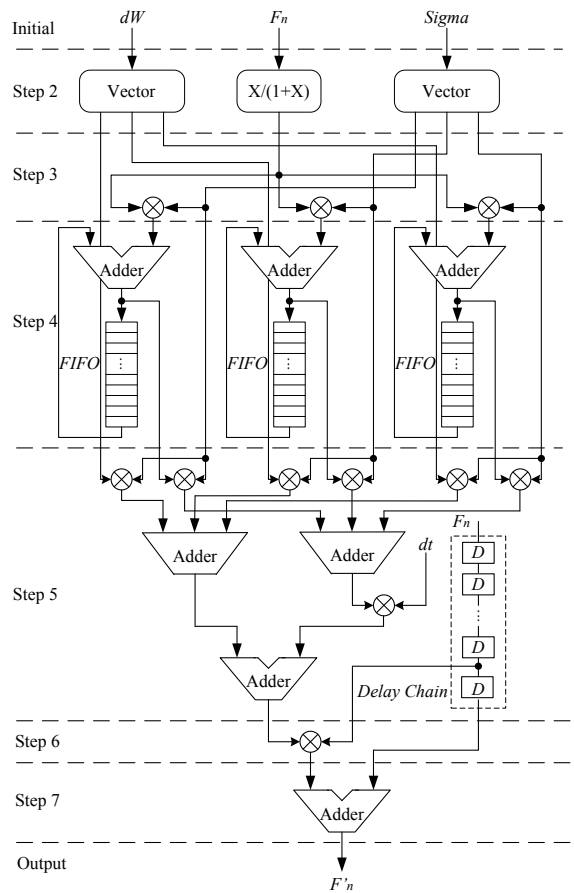 Initial
dW
Fn
Sigma
Step 2
Vector
X/(1+X)
Vector
Step 3
Step 4
Adder
Adder
Adder
FIFO
⋮
FIFO
⋮
FIFO
⋮
Step 5
Adder
Adder
dt
Fn
D
D
D
D
Delay Chain
Adder
Step 6
Step 7
Adder
Output
F'n